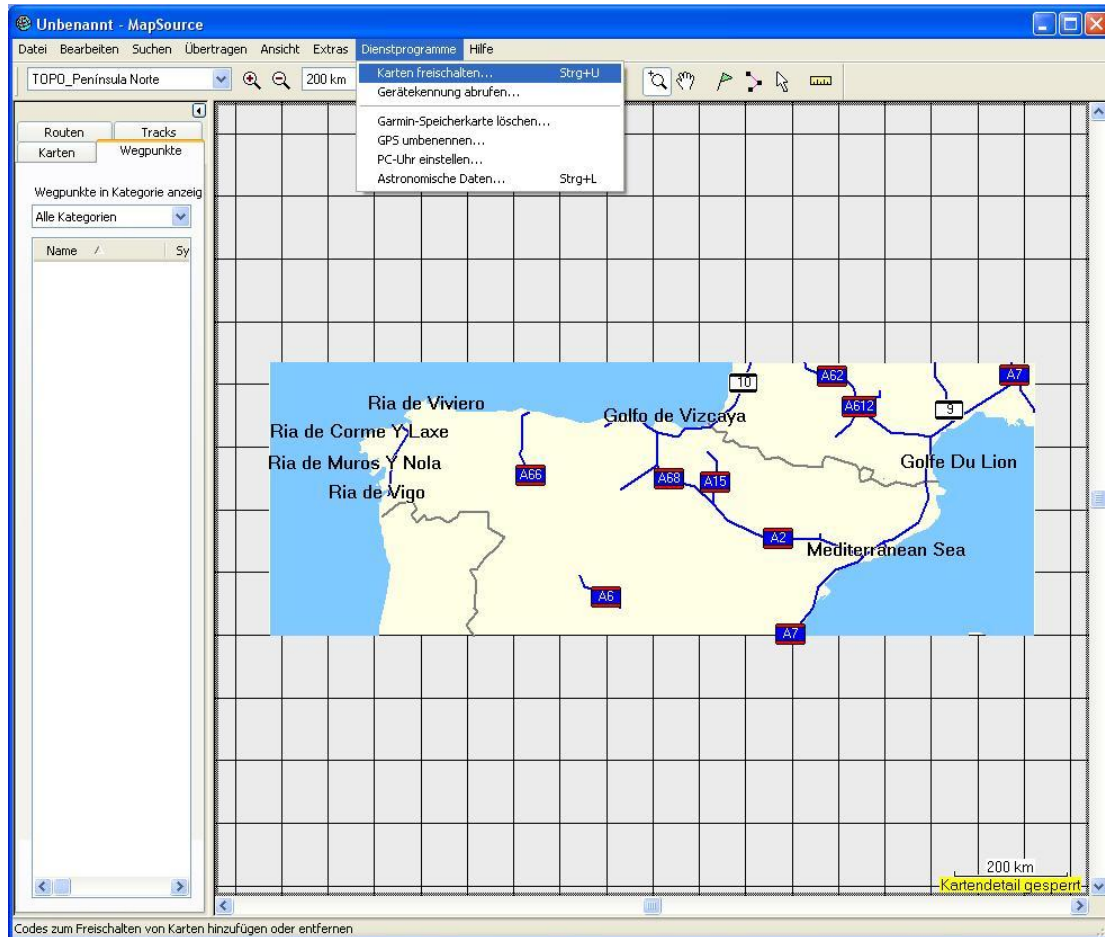 Unbenannt - MapSource
Datei Bearbeiten Suchen Übertragen Ansicht Extras Dienstprogramme Hilfe
TOPO_Península Norte
200 km
Karten freischalten... Strg+U
Gerätekennung abrufen...
Garmin-Speicherkarte löschen...
GPS umbenennen...
PC-Uhr einstellen...
Astronomische Daten... Strg+L
Routen Tracks
Karten Wegpunkte
Wegpunkte in Kategorie anzeig
Alle Kategorien
Name Sy
10 A62 A7
A612 9
Ria de Viviero
Golfo de Vizcaya
Ria de Corme Y Laxe
Ria de Muros Y Nola
Golfe Du Lion
A66 A68 A15
Ria de Vigo
A2
Mediterranean Sea
A6
A7
200 km
Kartendetail gesperrt
Codes zum Freischalten von Karten hinzufügen oder entfernen